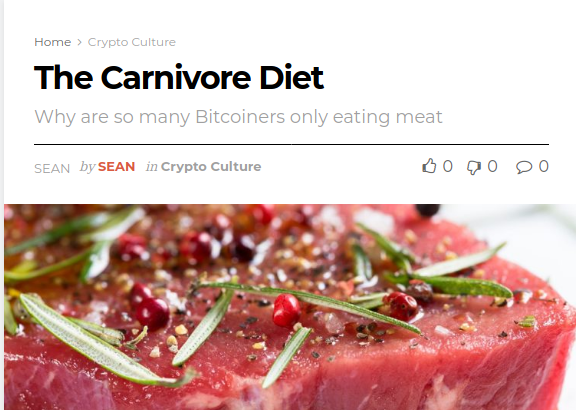 Home > Crypto Culture
The Carnivore Diet
Why are so many Bitcoiners only eating meat
SEAN by SEAN in Crypto Culture 0 0 0